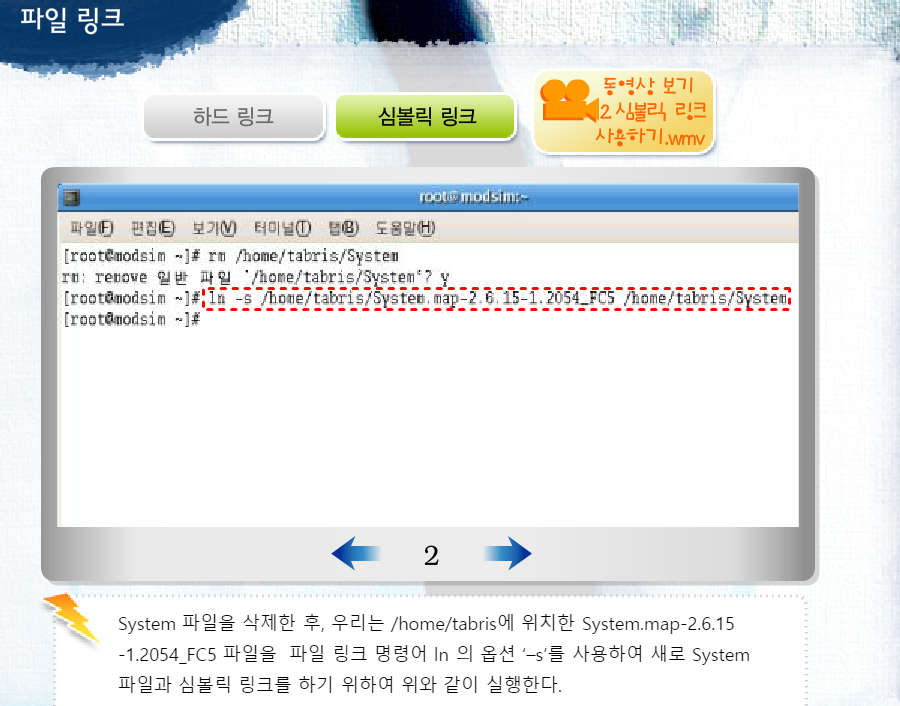 파일 링크
하드 링크
심볼릭 링크
동영상 보기
2.심볼릭 링크
사용하기.wmv
root@modsim:~
파일(F) 편집(E) 보기(V) 터미널(T) 탭(B) 도움말(H)
[root@modsim ~]# rm /home/tabris/System
rm: remove 일반 파일 `/home/tabris/System'? y
[root@modsim ~]# ln -s /home/tabris/System.map-2.6.15-1.2054_FC5 /home/tabris/System
[root@modsim ~]#
2
System 파일을 삭제한 후, 우리는 /home/tabris에 위치한 System.map-2.6.15
-1.2054_FC5 파일을  파일 링크 명령어 ln 의 옵션 ‘–s’를 사용하여 새로 System
파일과 심볼릭 링크를 하기 위하여 위와 같이 실행한다.